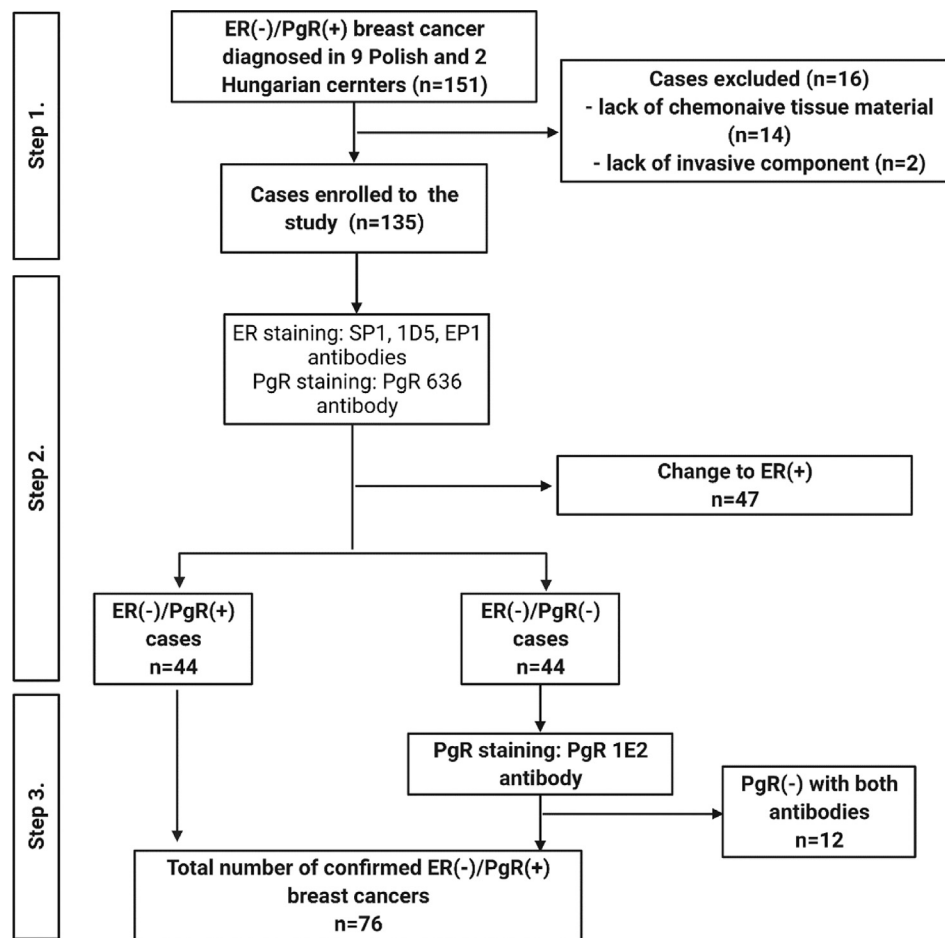 Step 1.
ER(-)/PgR(+) breast cancer
diagnosed in 9 Polish and 2
Hungarian cernters (n=151)
Cases excluded (n=16)
- lack of chemonaive tissue material
(n=14)
- lack of invasive component (n=2)
Cases enrolled to the
study (n=135)
Step 2.
ER staining: SP1, 1D5, EP1
antibodies
PgR staining: PgR 636
antibody
Change to ER(+)
n=47
ER(-)/PgR(+)
cases
n=44
ER(-)/PgR(-)
cases
n=44
Step 3.
PgR staining: PgR 1E2
antibody
PgR(-) with both
antibodies
n=12
Total number of confirmed ER(-)/PgR(+)
breast cancers
n=76